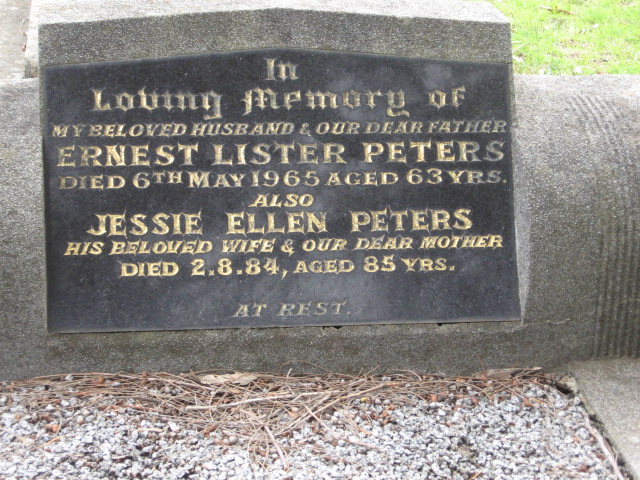 In
Loving Memory of
MY BELOVED HUSBAND & OUR DEAR FATHER
ERNEST LISTER PETERS
DIED 6TH MAY 1965 AGED 63 YRS.
ALSO
JESSIE ELLEN PETERS
HIS BELOVED WIFE & OUR DEAR MOTHER
DIED 2.8.84, AGED 85 YRS.
AT REST.